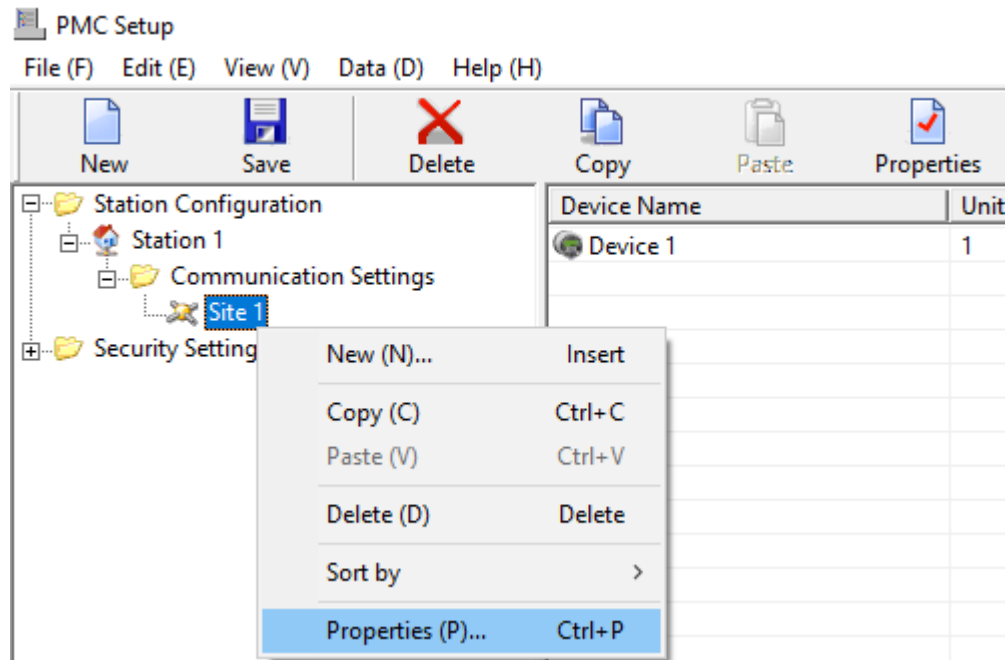 PMC Setup
File (F) Edit (E) View (V) Data (D) Help (H)
New Save Delete Copy Paste Properties
Station Configuration
Station 1
Communication Settings
Site 1
Security Setting
Device Name Unit
Device 1 1
New (N)... Insert
Copy (C) Ctrl+C
Paste (V) Ctrl+V
Delete (D) Delete
Sort by
Properties (P)... Ctrl+P